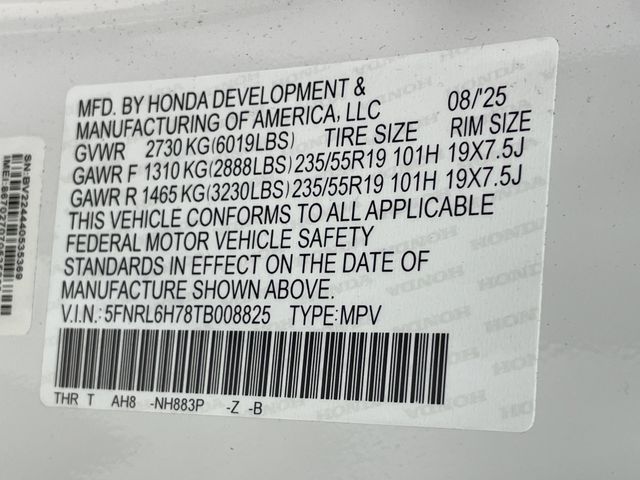 MFD. BY HONDA DEVELOPMENT &
MANUFACTURING OF AMERICA, LLC 08/'25
GVWR 2730 KG(6019LBS) TIRE SIZE RIM SIZE
GAWR F 1310 KG(2888LBS) 235/55R19 101H 19X7.5J
GAWR R 1465 KG(3230LBS) 235/55R19 101H 19X7.5J
THIS VEHICLE CONFORMS TO ALL APPLICABLE
FEDERAL MOTOR VEHICLE SAFETY
STANDARDS IN EFFECT ON THE DATE OF
MANUFACTURE SHOWN ABOVE.
V.I.N.:5FNRL6H78TB008825 TYPE:MPV
THR T AH8 -NH883P -Z -B
SN:BV22440535369
HONDA